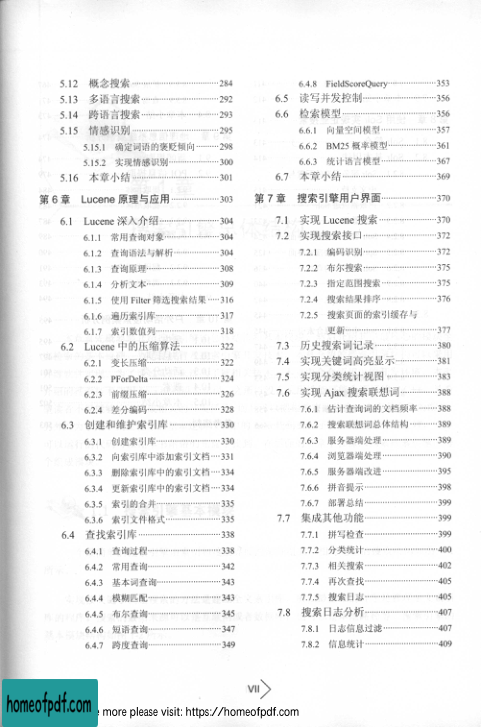 5.12 概念搜索 284
5.13 多语言搜索 292
5.14 跨语言搜索 293
5.15 情感识别 295
5.15.1 确定词语的褒贬倾向 298
5.15.2 实现情感识别 300
5.16 本章小结 301
第6章 Lucene原理与应用 303
6.1 Lucene深入介绍 304
6.1.1 常用查询对象 304
6.1.2 查询语法与解析 304
6.1.3 查询原理 308
6.1.4 分析文本 309
6.1.5 使用Filter筛选搜索结果 316
6.1.6 遍历索引库 317
6.1.7 索引数值列 318
6.2 Lucene中的压缩算法 322
6.2.1 变长压缩 322
6.2.2 PForDelta 324
6.2.3 前缀压缩 326
6.2.4 差分编码 328
6.3 创建和维护索引库 330
6.3.1 创建索引库 330
6.3.2 向索引库中添加索引文档 331
6.3.3 删除索引库中的索引文档 334
6.3.4 更新索引库中的索引文档 334
6.3.5 索引的合并 335
6.3.6 索引文件格式 335
6.4 查找索引库 338
6.4.1 查询过程 338
6.4.2 常用查询 342
6.4.3 基本词查询 343
6.4.4 模糊匹配 343
6.4.5 布尔查询 345
6.4.6 短语查询 347
6.4.7 跨度查询 349
6.4.8 FieldScoreQuery 353
6.5 读写并发控制 356
6.6 检索模型 356
6.6.1 向量空间模型 357
6.6.2 BM25概率模型 361
6.6.3 统计语言模型 367
6.7 本章小结 369
第7章 搜索引擎用户界面 370
7.1 实现Lucene搜索 370
7.2 实现搜索接口 372
7.2.1 编码识别 372
7.2.2 布尔搜索 375
7.2.3 指定范围搜索 375
7.2.4 搜索结果排序 376
7.2.5 搜索页面的索引缓存与
更新 377
7.3 历史搜索词记录 380
7.4 实现关键词高亮显示 381
7.5 实现分类统计视图 383
7.6 实现Ajax搜索联想词 388
7.6.1 估计查询词的文档频率 388
7.6.2 搜索联想词总体结构 389
7.6.3 服务器端处理 389
7.6.4 浏览器端处理 390
7.6.5 服务器端改进 395
7.6.6 拼音提示 398
7.6.7 部署总结 399
7.7 集成其他功能 399
7.7.1 拼写检查 399
7.7.2 分类统计 400
7.7.3 相关搜索 402
7.7.4 再次查找 405
7.7.5 搜索日志 405
7.8 搜索日志分析 407
7.8.1 日志信息过滤 407
7.8.2 信息统计 409
VII
homeofpdf.com
more please visit: https://homeofpdf.com